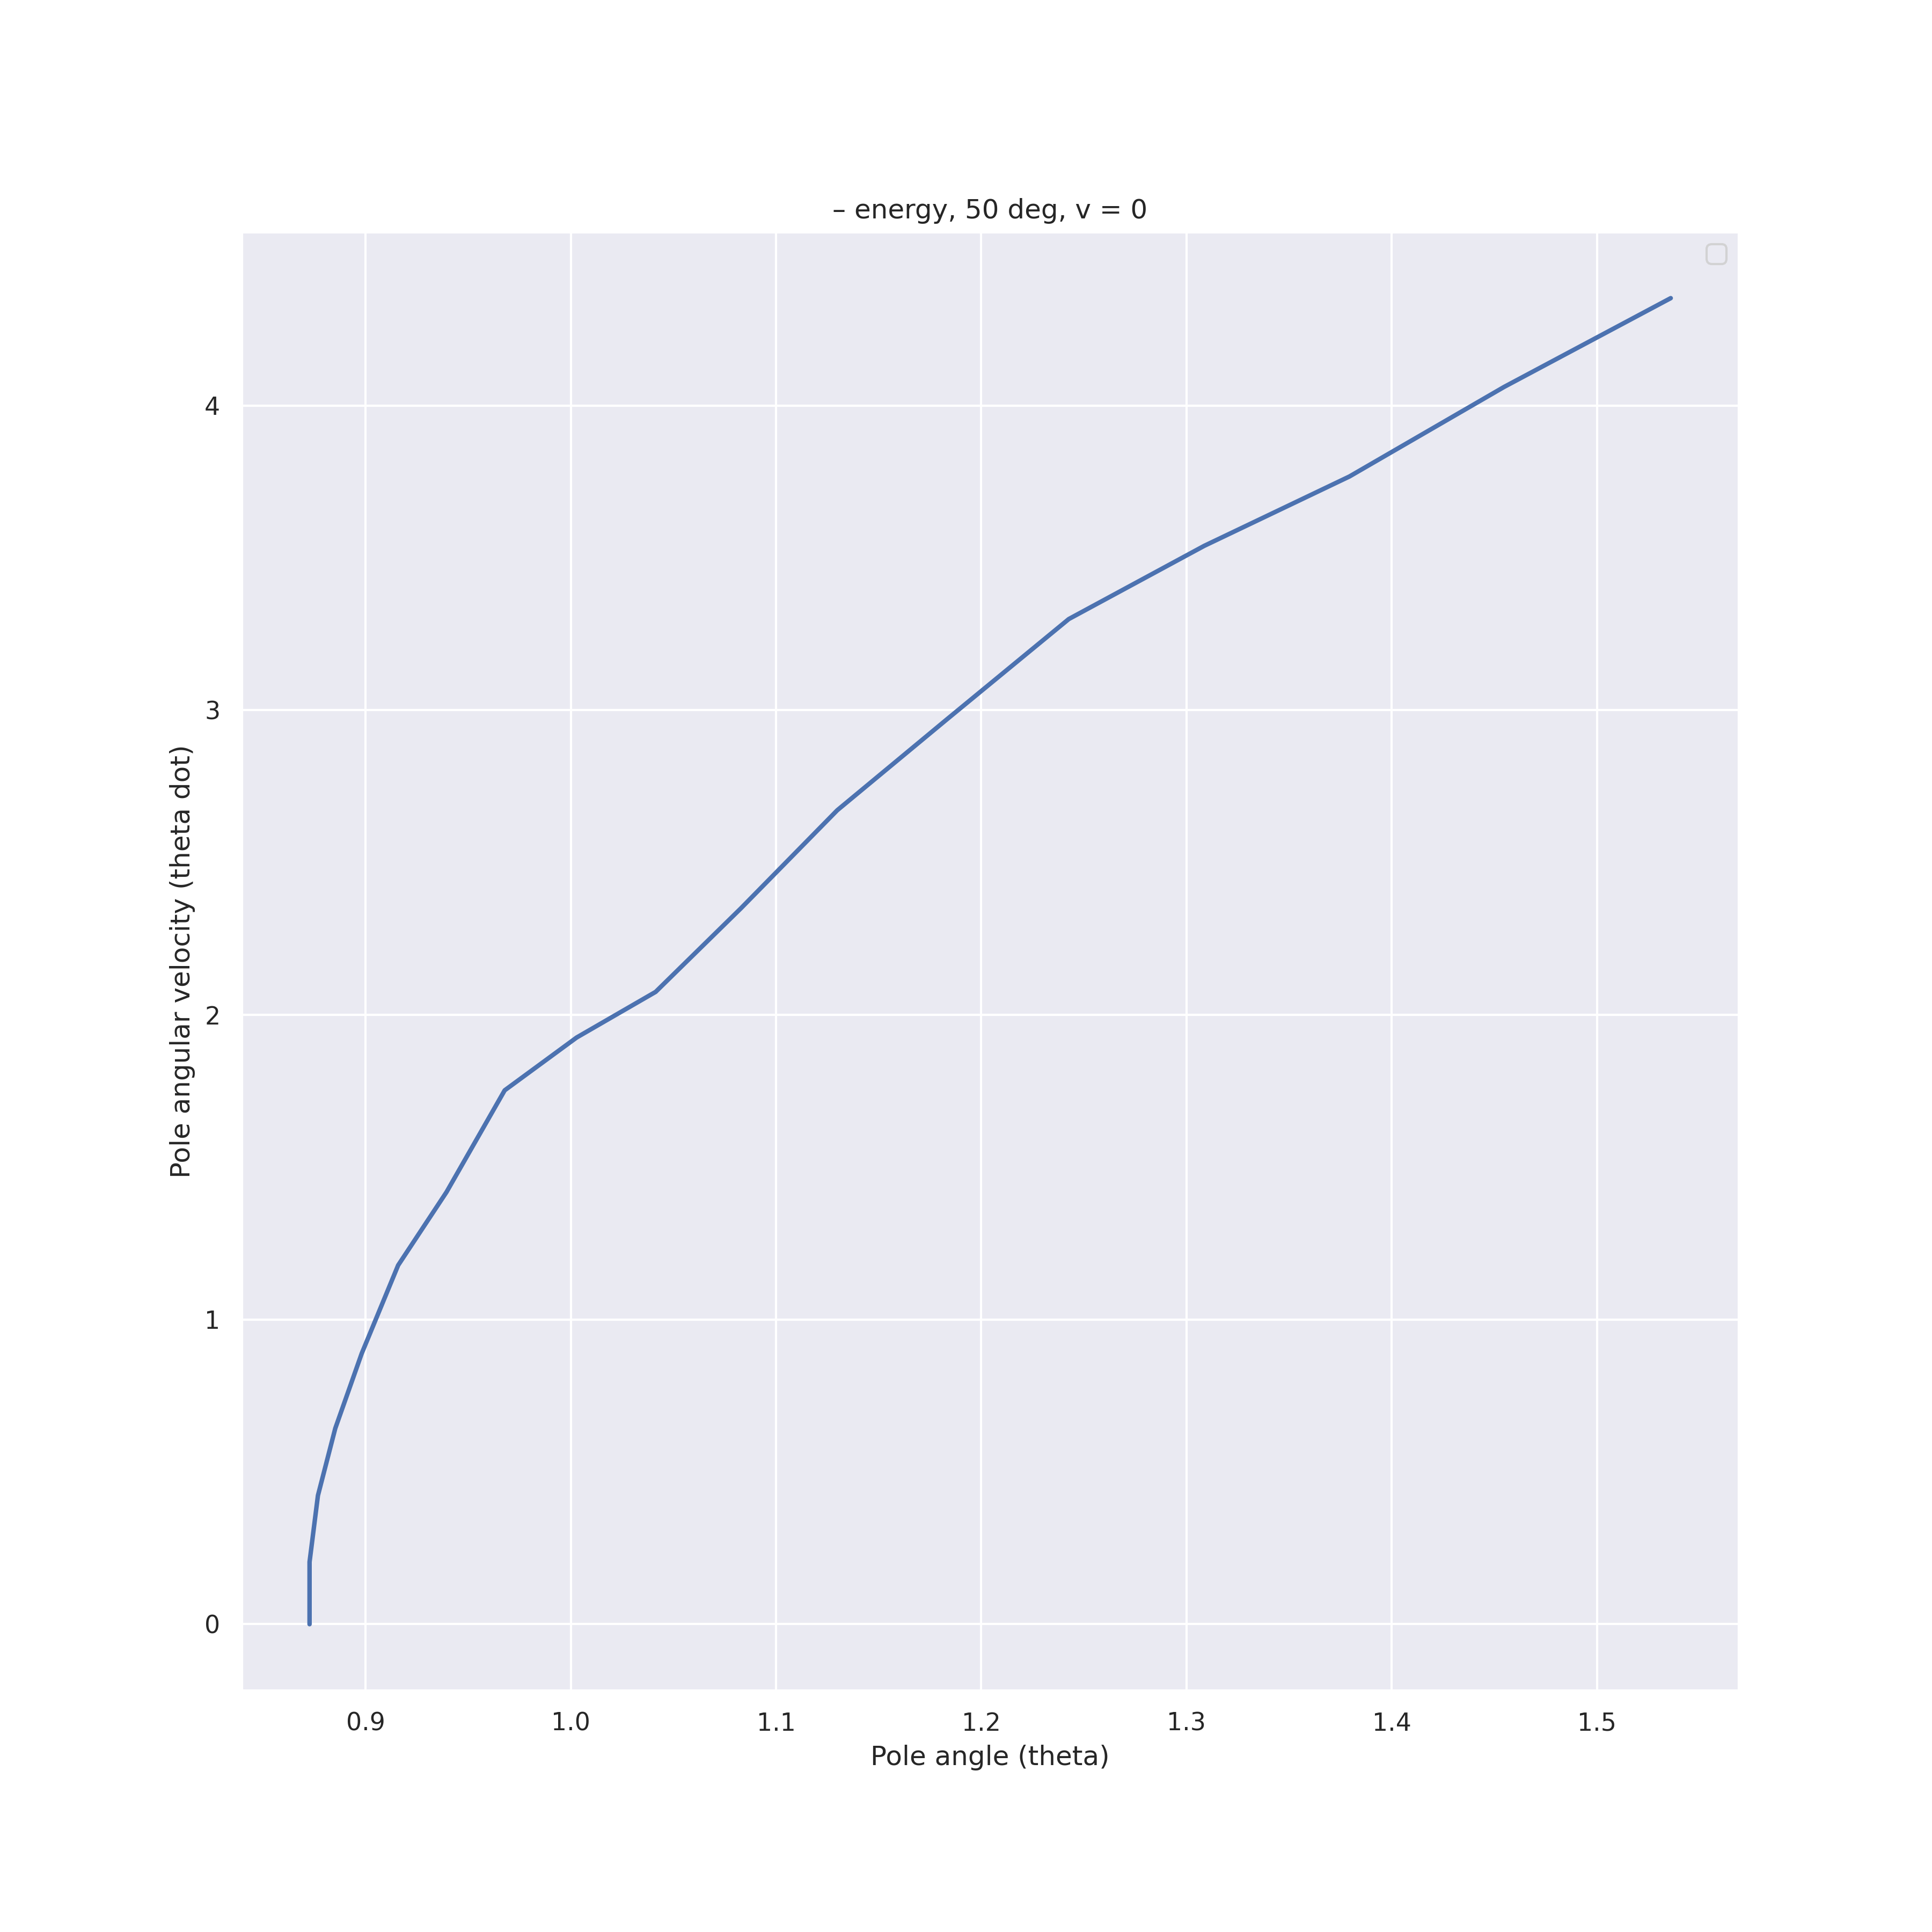 – energy, 50 deg, v = 0
4
3
2
1
0
Pole angular velocity (theta dot)
0.9 1.0 1.1 1.2 1.3 1.4 1.5
Pole angle (theta)